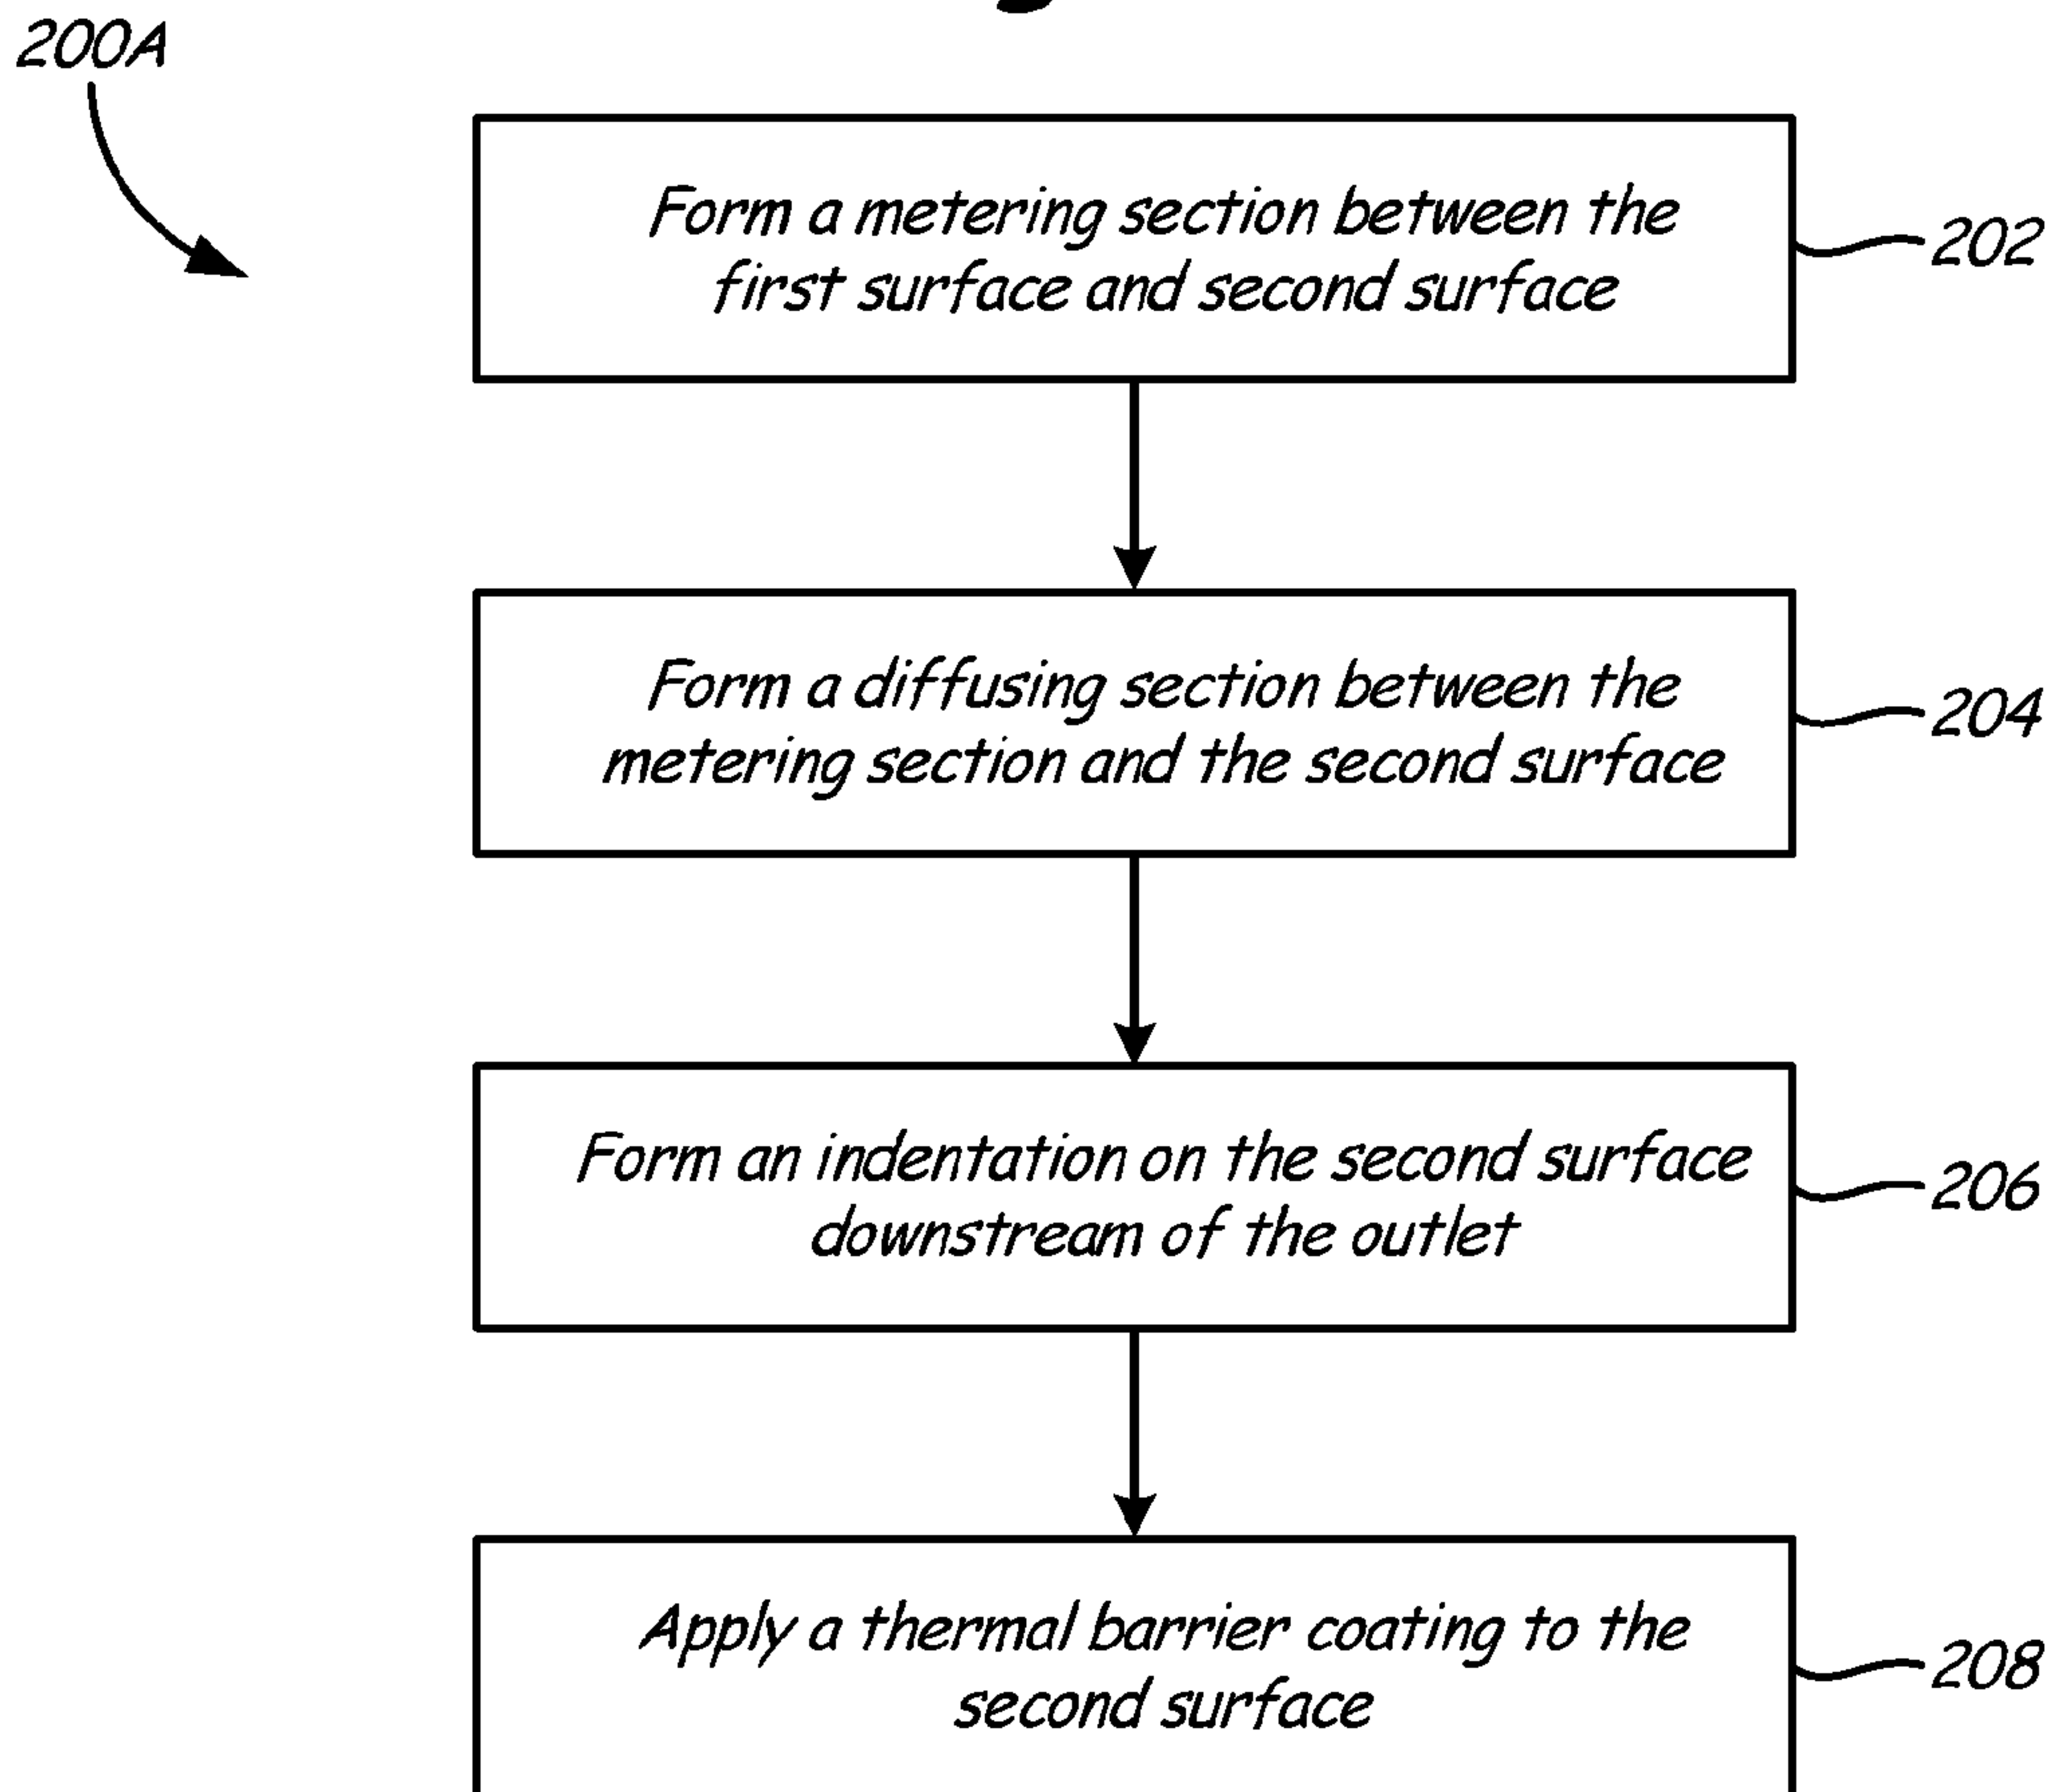 200A
Form a metering section between the
first surface and second surface
202
Form a diffusing section between the
metering section and the second surface
204
Form an indentation on the second surface
downstream of the outlet
206
Apply a thermal barrier coating to the
second surface
208